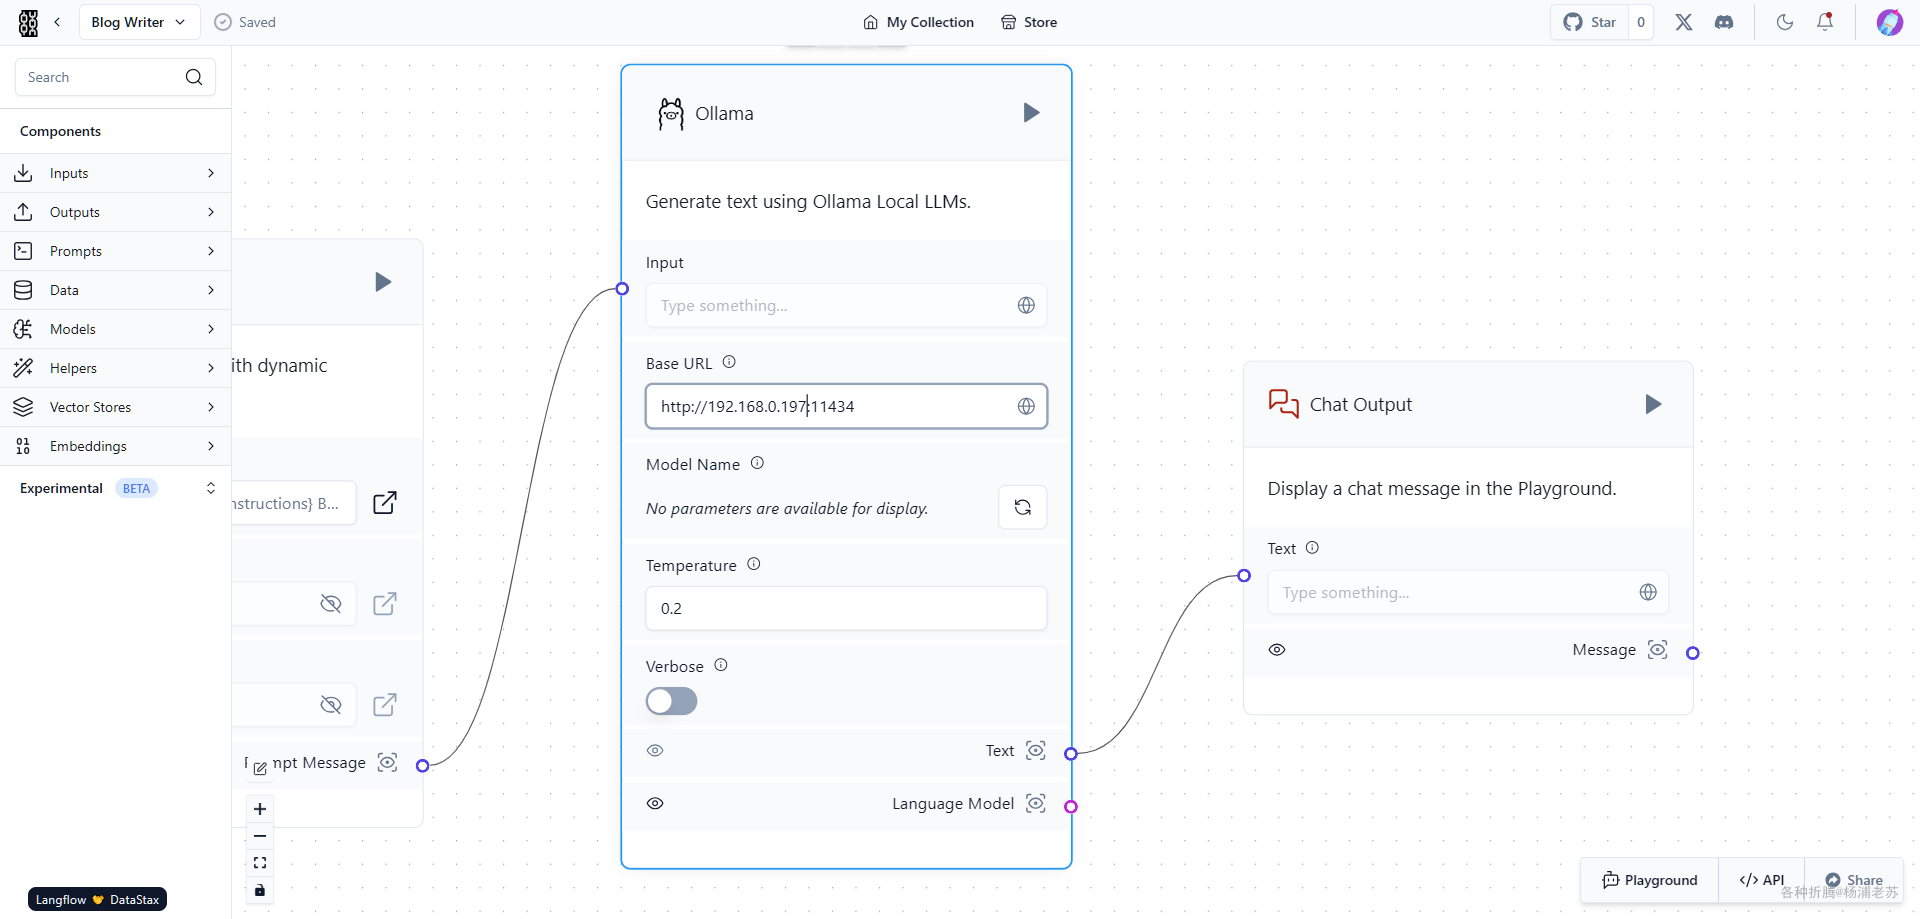 Blog Writer
Saved
My Collection
Store
Star
0
Search
Components
Inputs
Outputs
Prompts
Data
Models
Helpers
Vector Stores
Embeddings
Experimental BETA
Langflow DataStax
ith dynamic
nstructions} B...
mpt Message
Ollama
Generate text using Ollama Local LLMs.
Input
Type something...
Base URL
http://192.168.0.197:11434
Model Name
No parameters are available for display.
Temperature
0.2
Verbose
Text
Language Model
Chat Output
Display a chat message in the Playground.
Text
Type something...
Message
Playground
</> API
Share
各种折腾@杨浦老苏